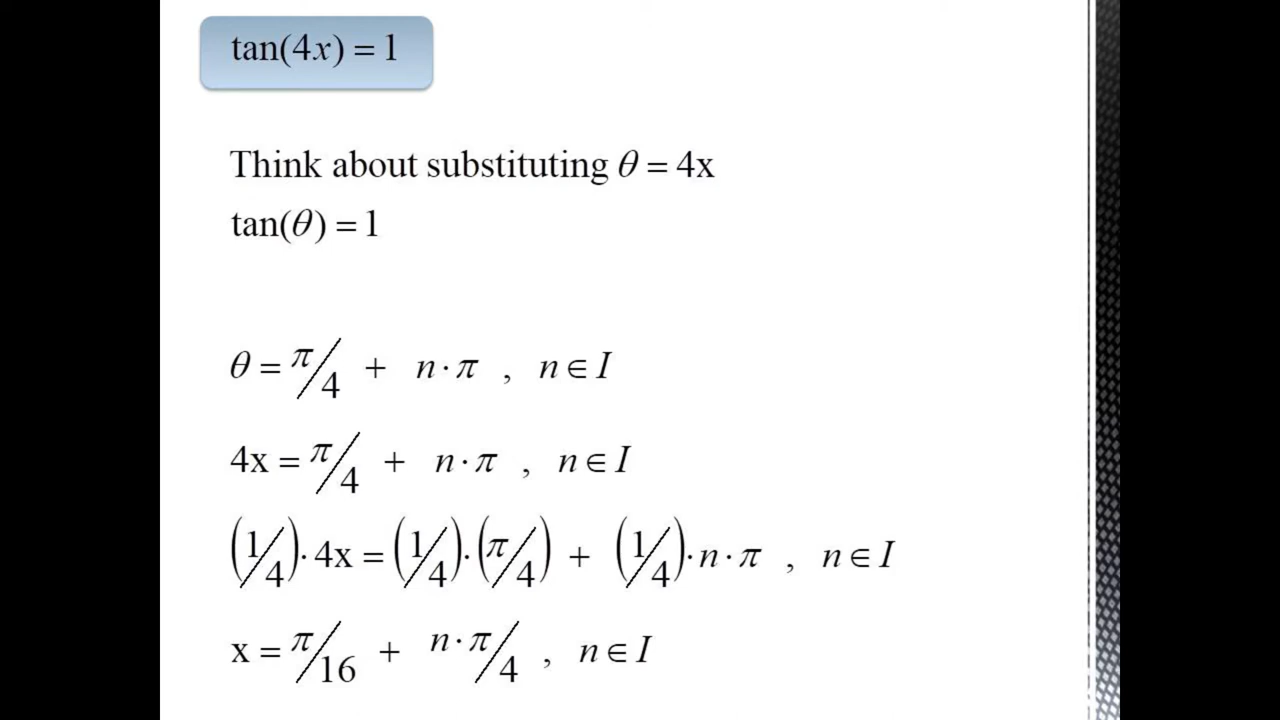 tan(4x) = 1
Think about substituting θ = 4x
tan(θ) = 1
θ = π/4 + n·π , n ∈ I
4x = π/4 + n·π , n ∈ I
(1/4)·4x = (1/4)·(π/4) + (1/4)·n·π , n ∈ I
x = π/16 + n·π/4 , n ∈ I